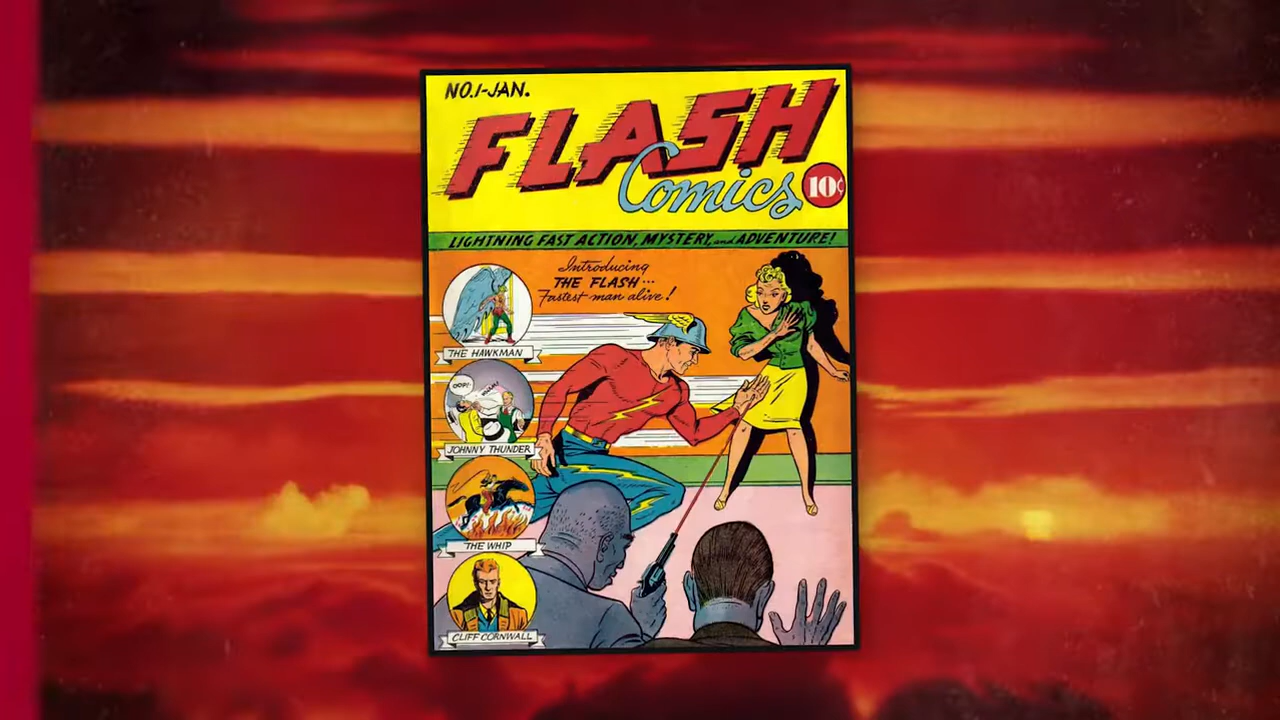 NO.1-JAN.
FLASH
Comics
10¢
LIGHTNING FAST ACTION, MYSTERY, and ADVENTURE!
Introducing
THE FLASH...
Fastest man alive!
THE HAWKMAN
OOP!
JOHNNY THUNDER
THE WHIP
CLIFF CORNWALL